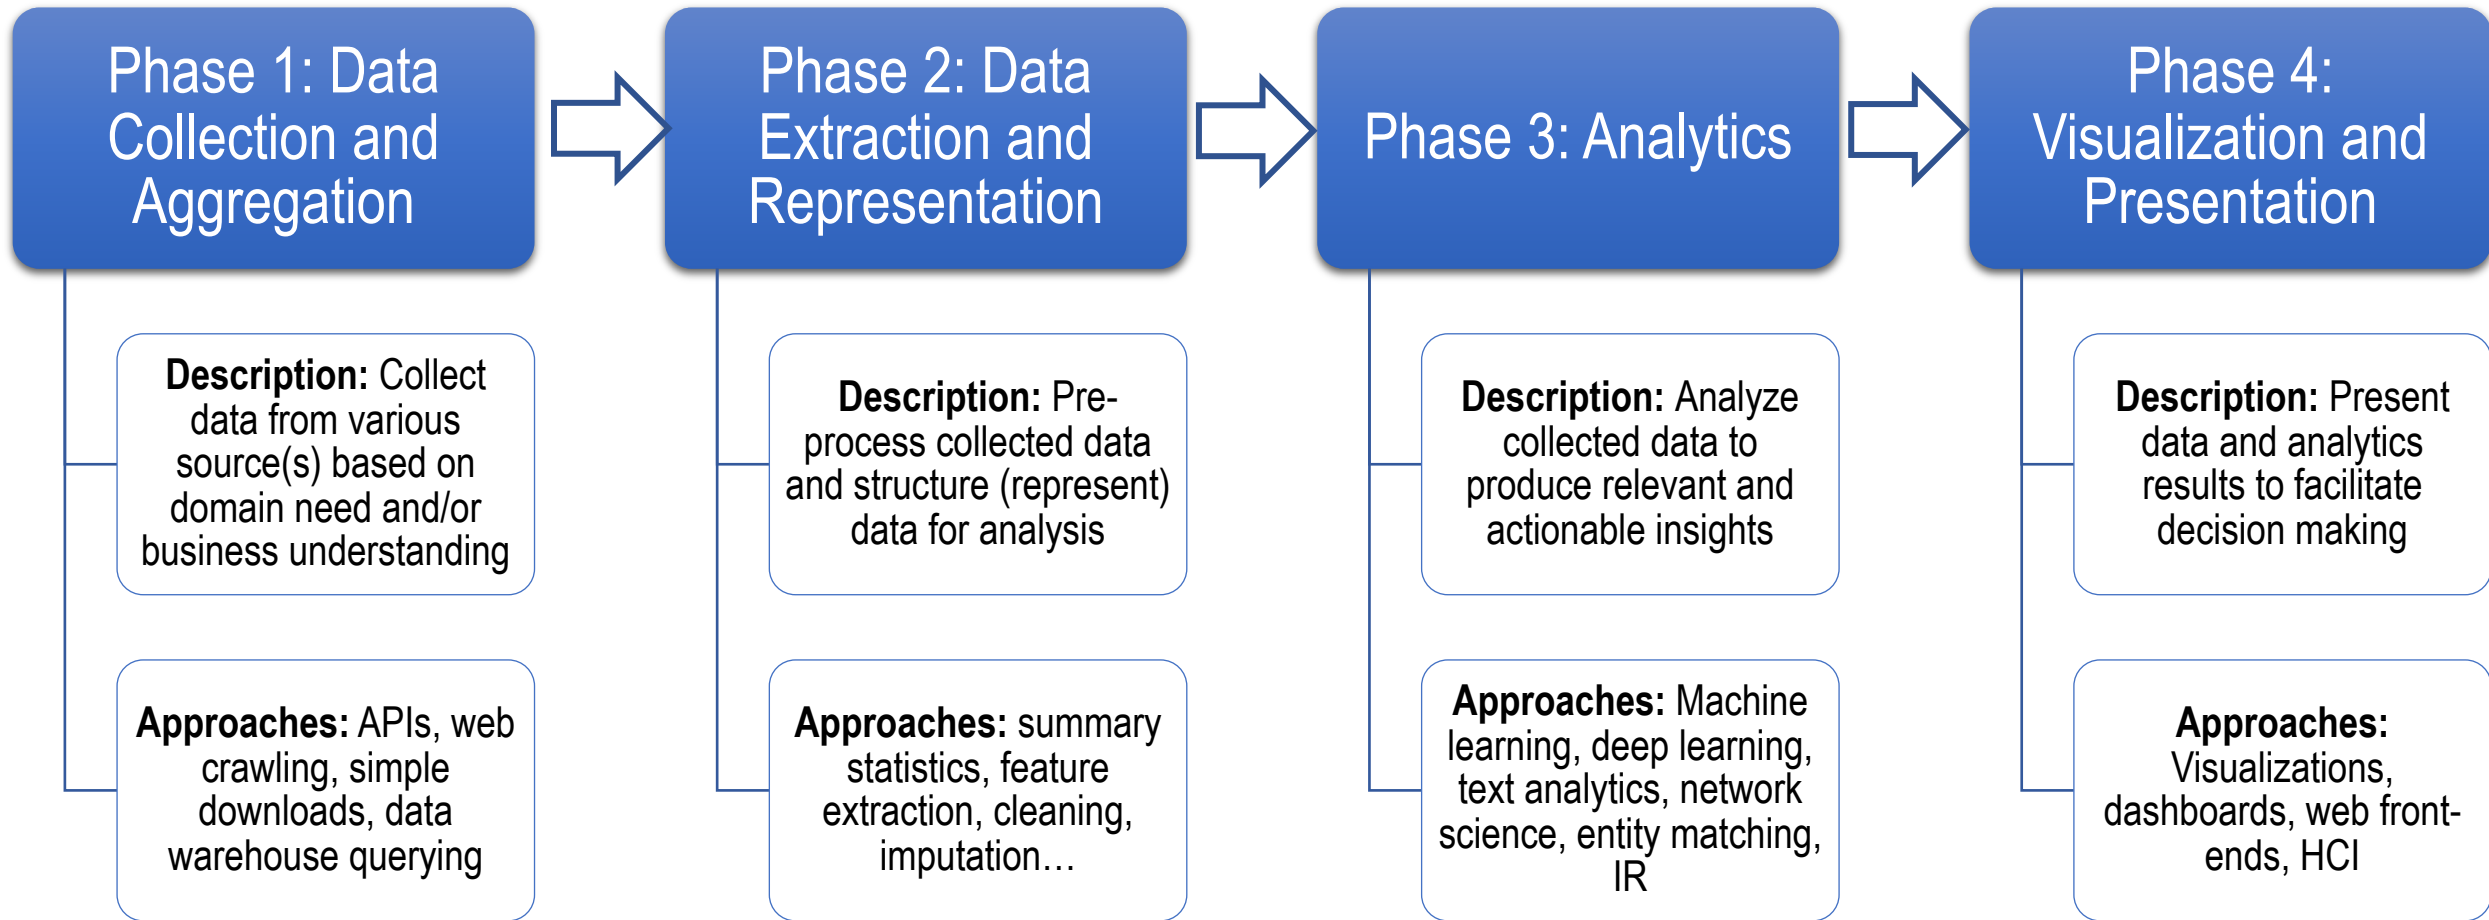 Phase 1: Data
Collection and
Aggregation
Phase 2: Data
Extraction and
Representation
Phase 3: Analytics
Phase 4:
Visualization and
Presentation
Description: Collect
data from various
source(s) based on
domain need and/or
business understanding
Description: Pre-
process collected data
and structure (represent)
data for analysis
Description: Analyze
collected data to
produce relevant and
actionable insights
Description: Present
data and analytics
results to facilitate
decision making
Approaches: APIs, web
crawling, simple
downloads, data
warehouse querying
Approaches: summary
statistics, feature
extraction, cleaning,
imputation…
Approaches: Machine
learning, deep learning,
text analytics, network
science, entity matching,
IR
Approaches:
Visualizations,
dashboards, web front-
ends, HCI